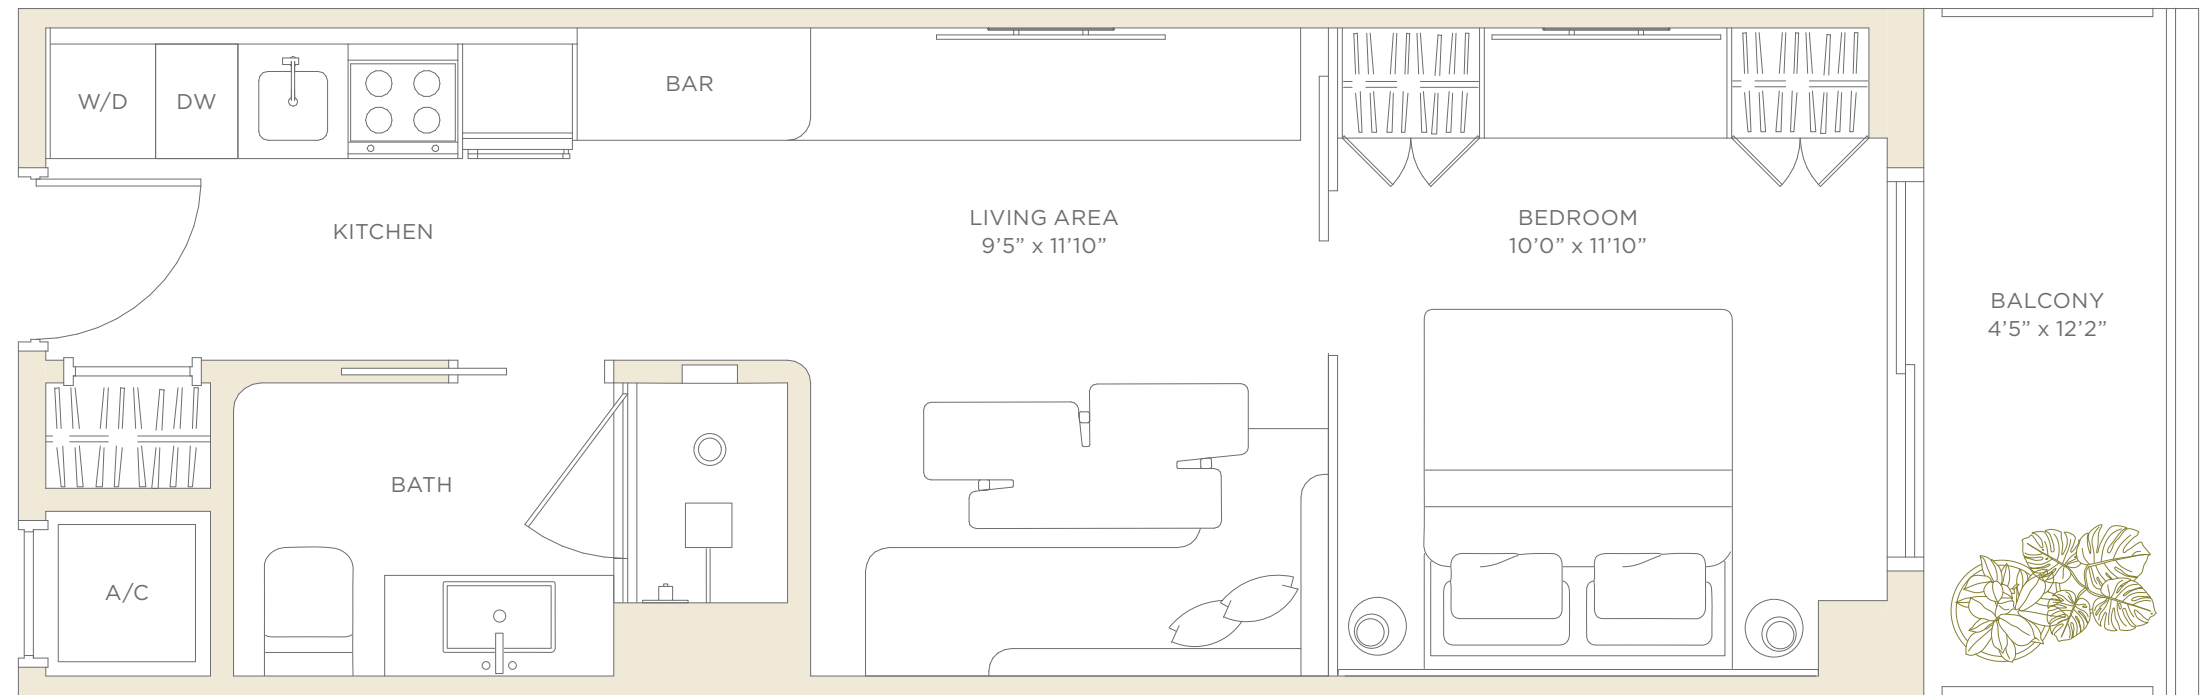 W/D
DW
BAR
KITCHEN
LIVING AREA
9’5” x 11’10”
BEDROOM
10’0” x 11’10”
BALCONY
4’5” x 12’2”
BATH
A/C